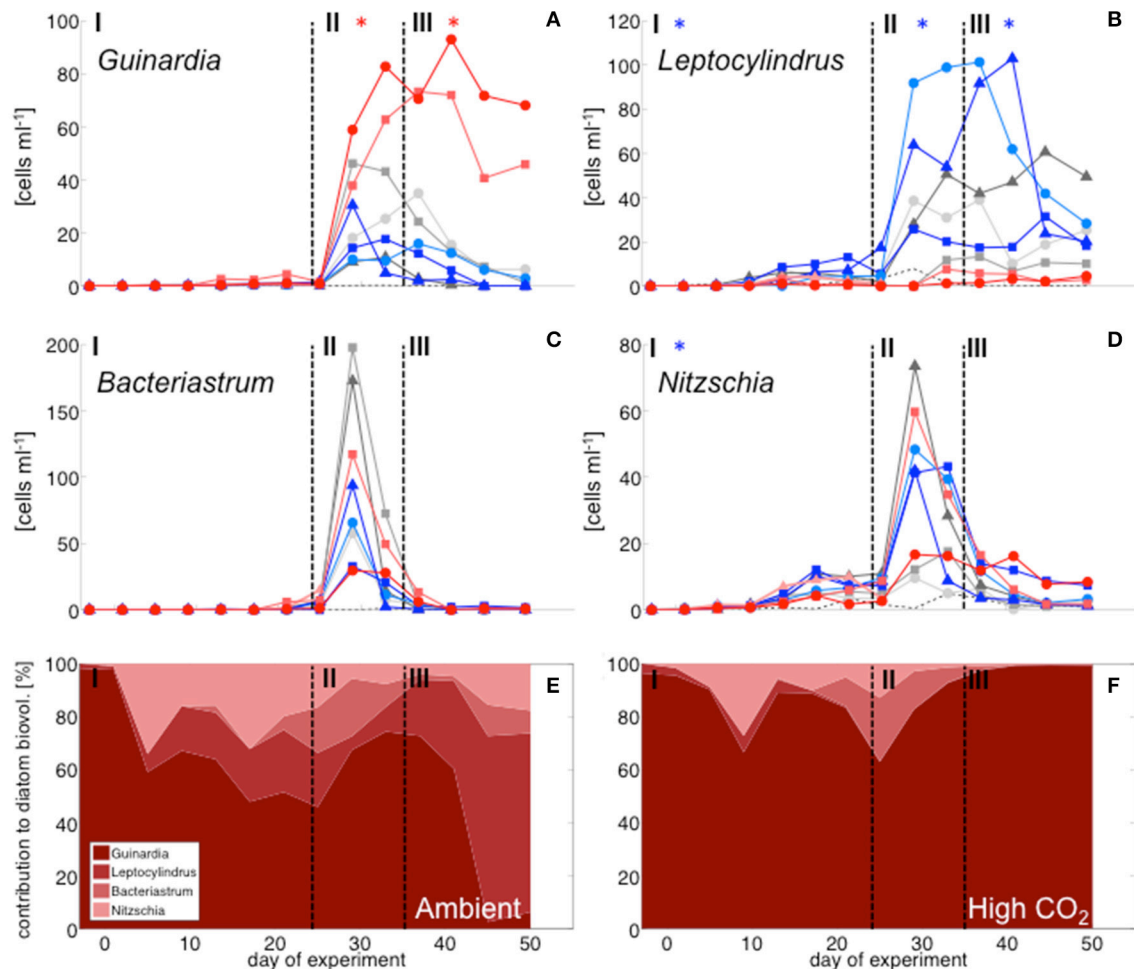 A
I II * III *
Guinardia
[cells ml-1]
100
80
60
40
20
0
B
I * II * III *
Leptocylindrus
[cells ml-1]
120
100
80
60
40
20
0
C
I II III
Bacteriastrum
[cells ml-1]
200
150
100
50
0
D
I * II III
Nitzschia
[cells ml-1]
80
60
40
20
0
E
I II III
contribution to diatom biovol. [%]
100
80
60
40
20
0
Guinardia
Leptocylindrus
Bacteriastrum
Nitzschia
Ambient
0 10 20 30 40 50
day of experiment
F
I II III
100
80
60
40
20
0
High CO2
0 10 20 30 40 50
day of experiment